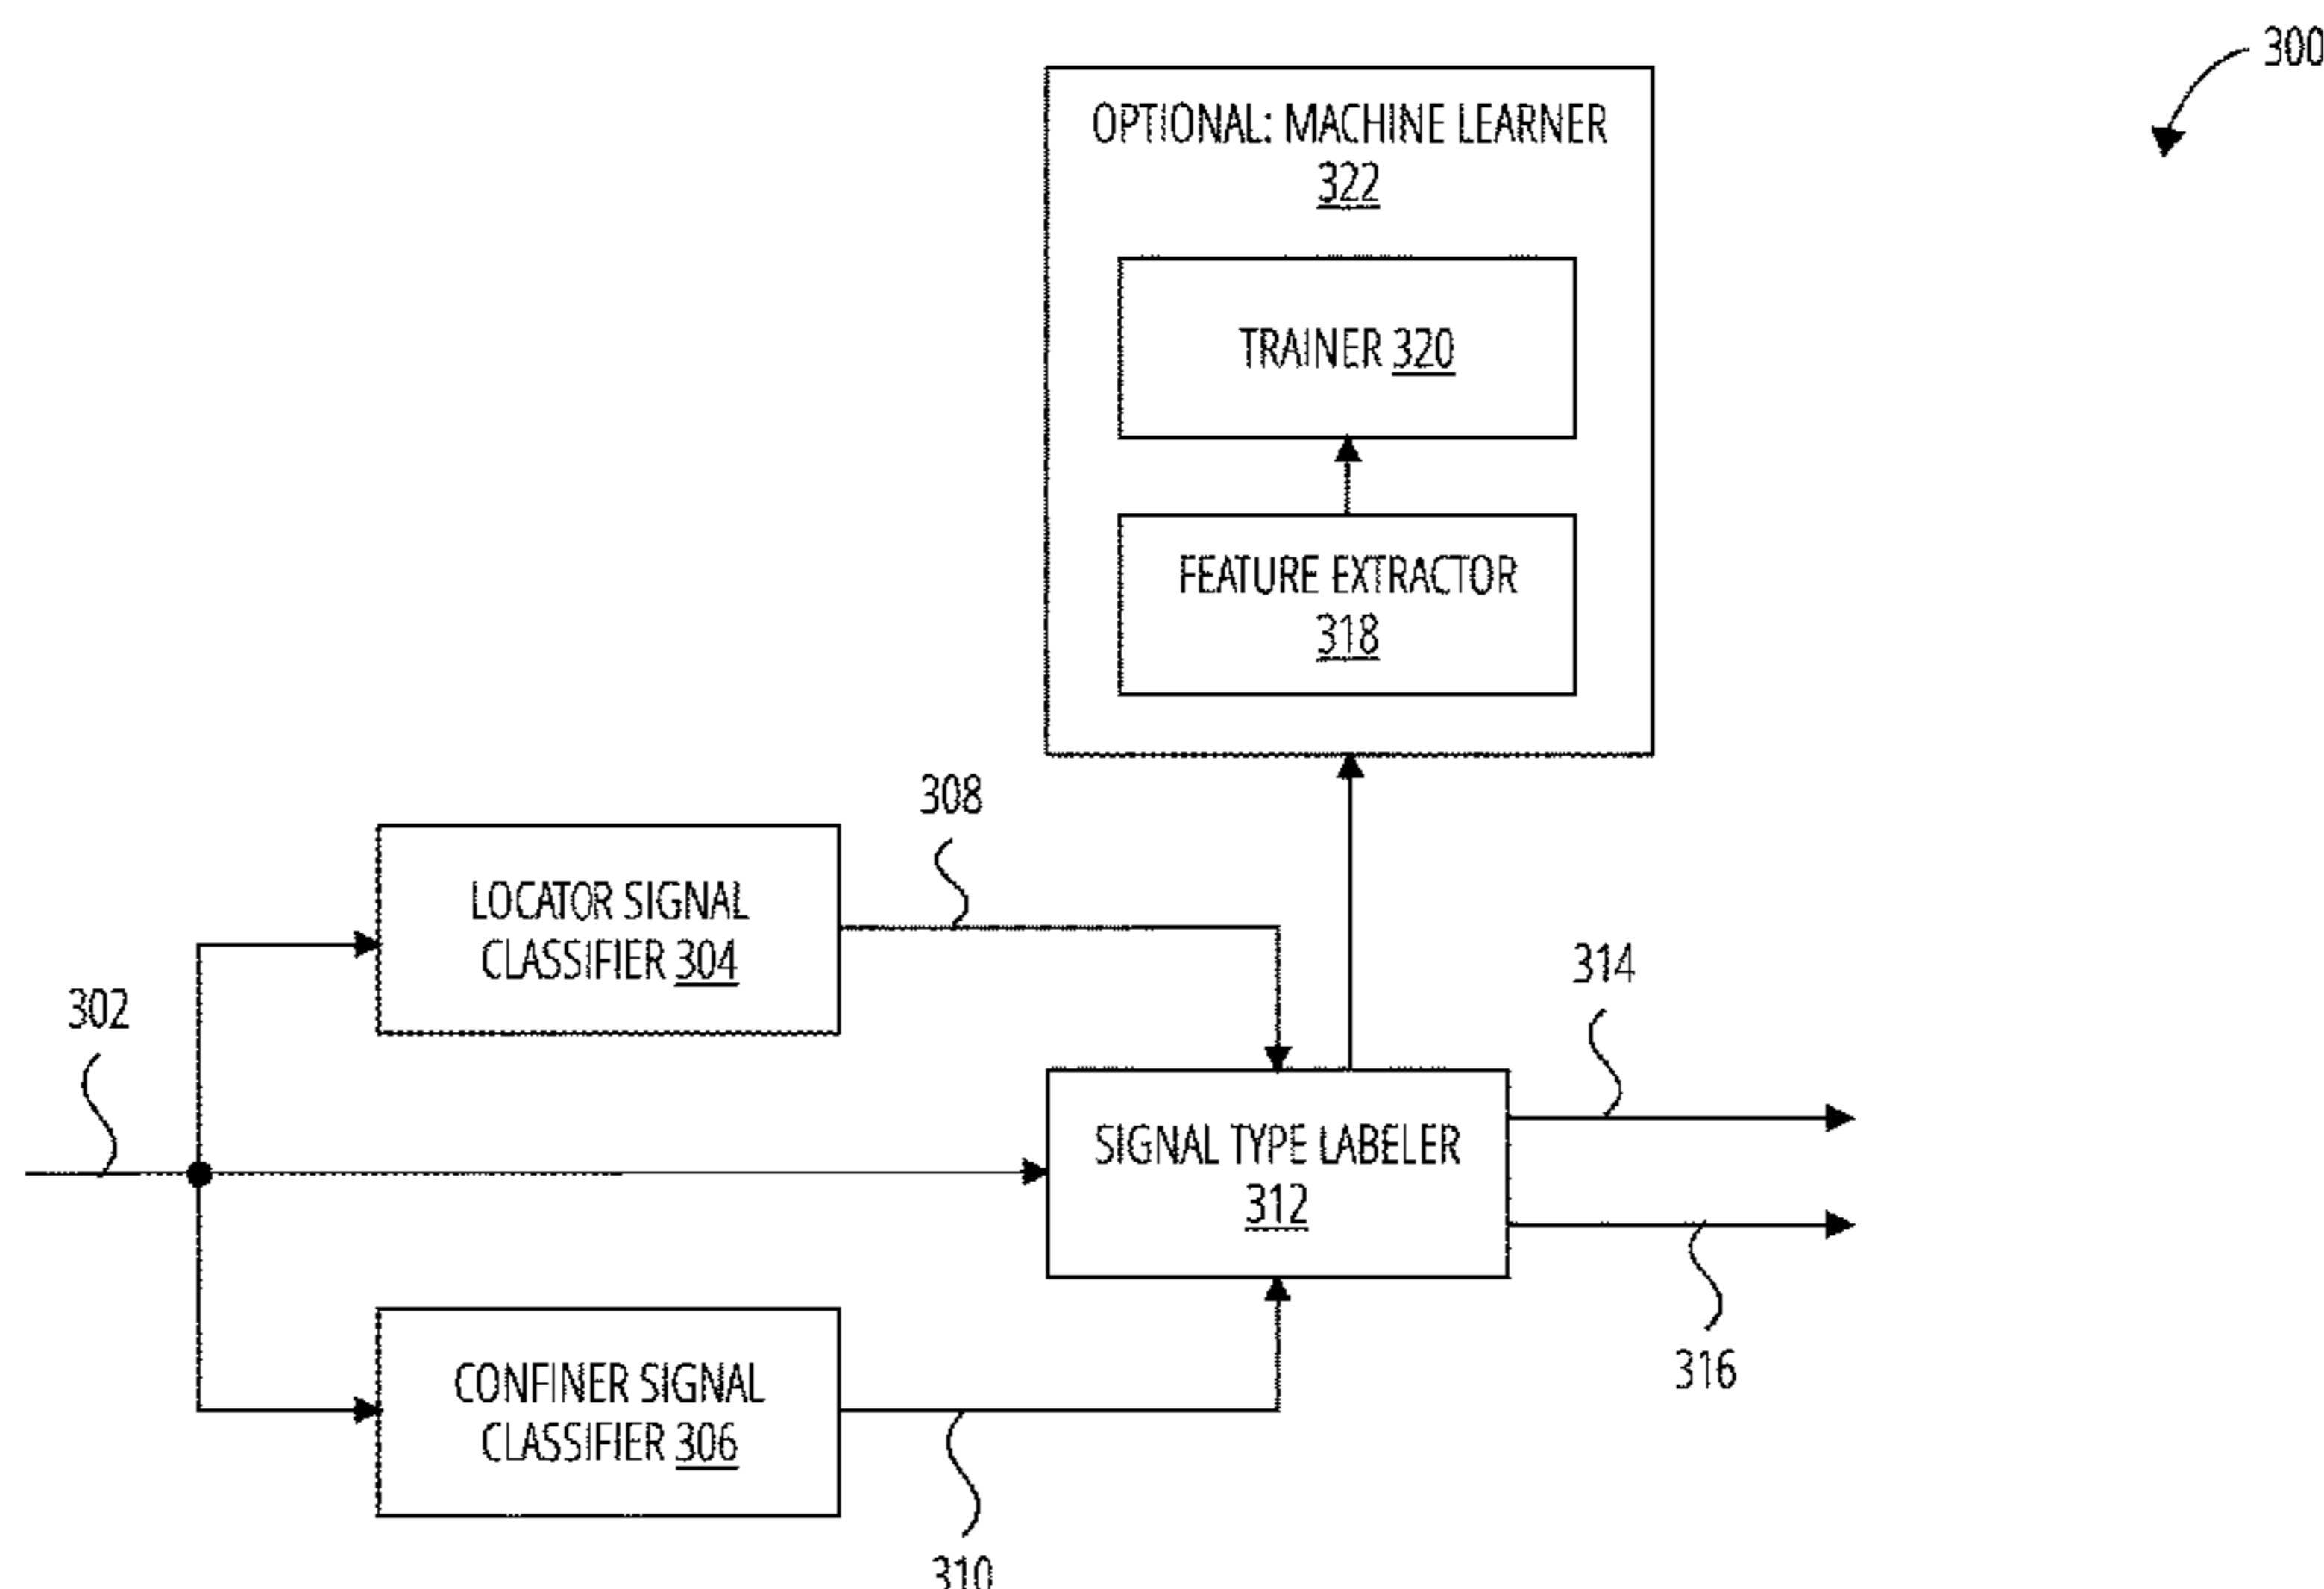 300
OPTIONAL: MACHINE LEARNER
322
TRAINER 320
FEATURE EXTRACTOR
318
308
LOCATOR SIGNAL
CLASSIFIER 304
314
302
SIGNAL TYPE LABELER
312
CONFINER SIGNAL
CLASSIFIER 306
316
310